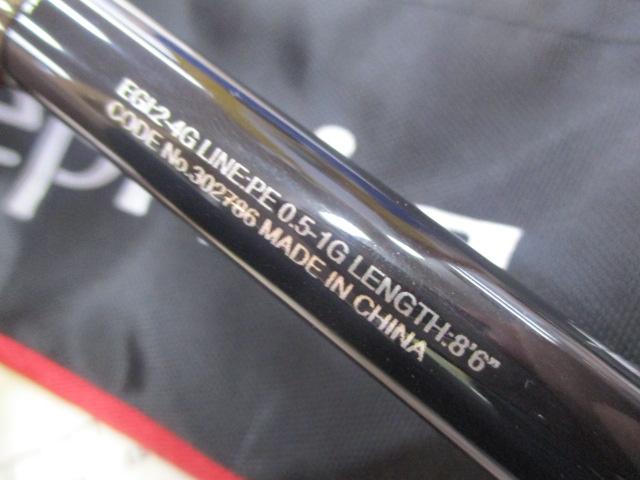 EGI:2-4G LINE:PE 0.5-1G LENGTH:8'6"
CODE No.302786 MADE IN CHINA